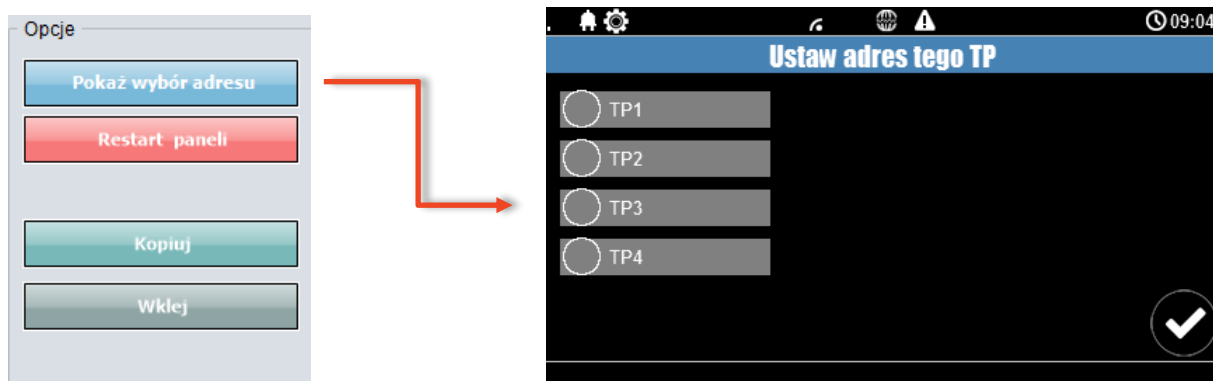 Opcje
Pokaż wybór adresu
Restart paneli
Kopiuj
Wklej
09:04
Ustaw adres tego TP
TP1
TP2
TP3
TP4